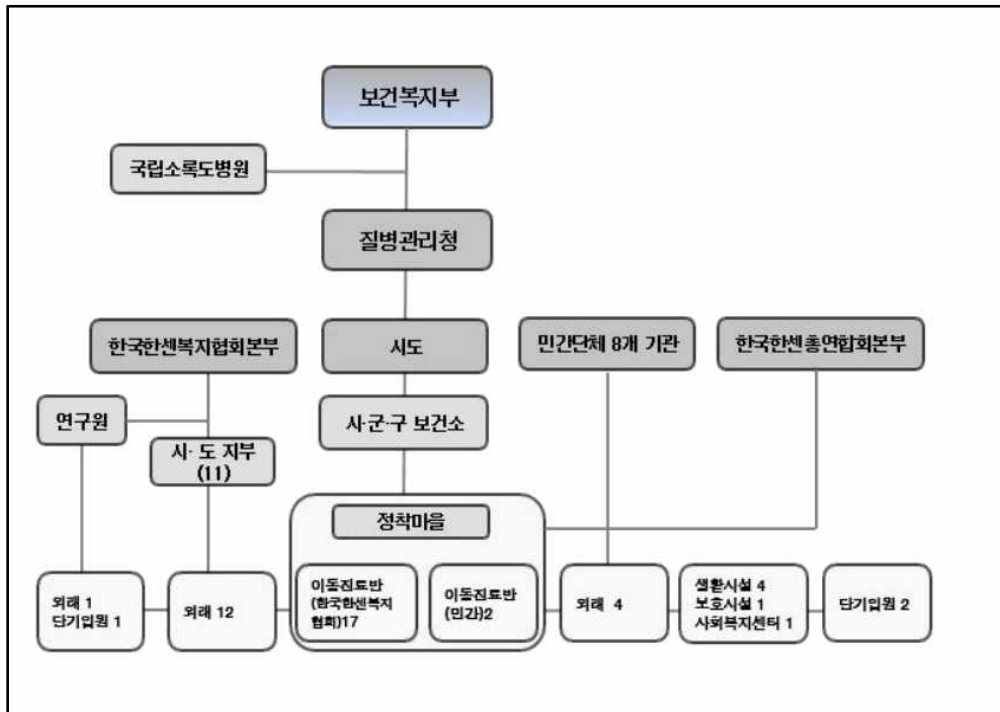 보건복지부
국립소록도병원
질병관리청
한국한센복지협회본부
시도
민간단체 8개 기관
한국한센총연합회본부
연구원
시·군·구 보건소
시·도 지부
(11)
정착마을
외래 1
단기입원 1
외래 12
이동진료반
(한국한센복지
협회)17
이동진료반
(민간)2
외래 4
생활시설 4
보호시설 1
사회복지센터 1
단기입원 2